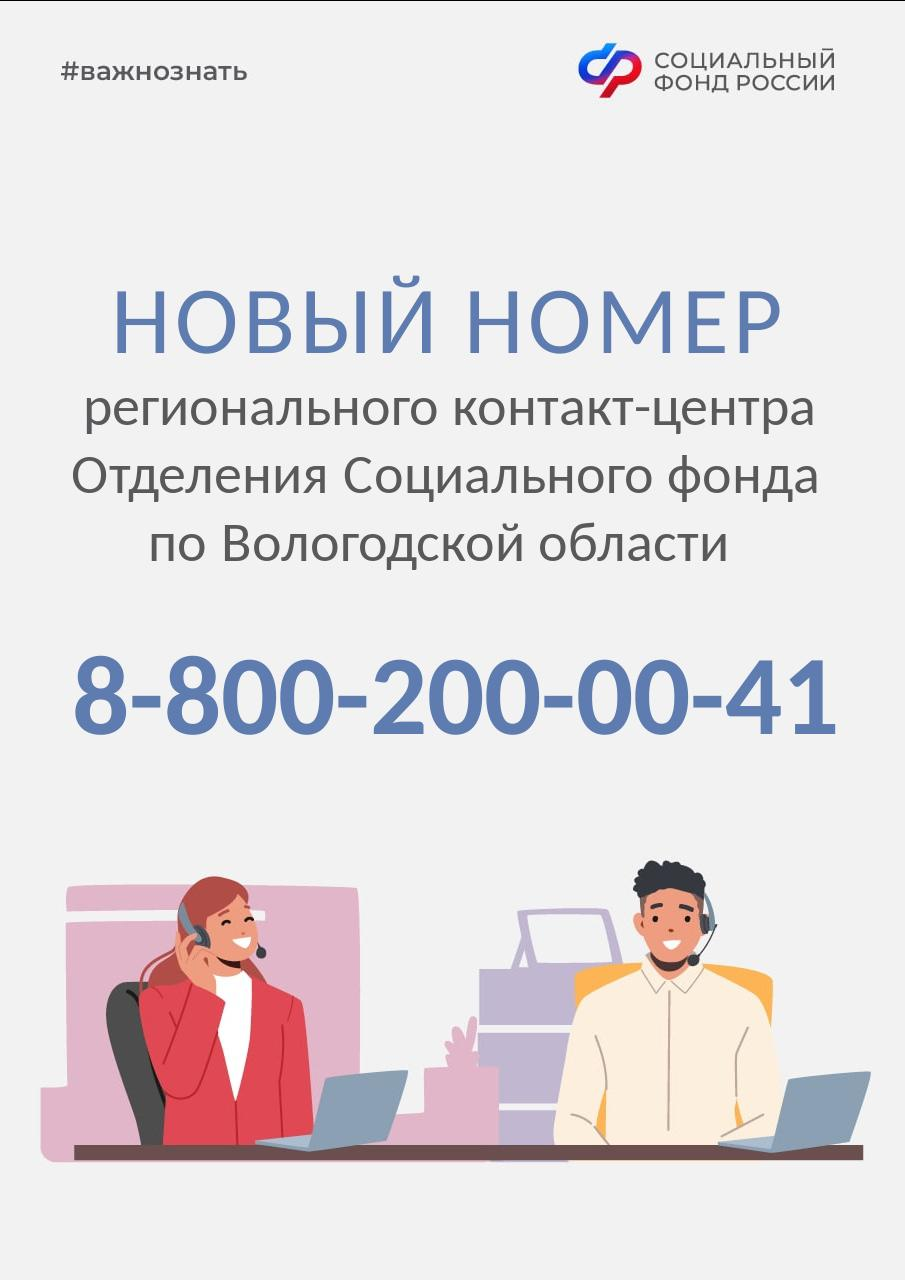 #важнознать
СОЦИАЛЬНЫЙ
ФОНД РОССИИ
НОВЫЙ НОМЕР
регионального контакт-центра
Отделения Социального фонда
по Вологодской области
8-800-200-00-41